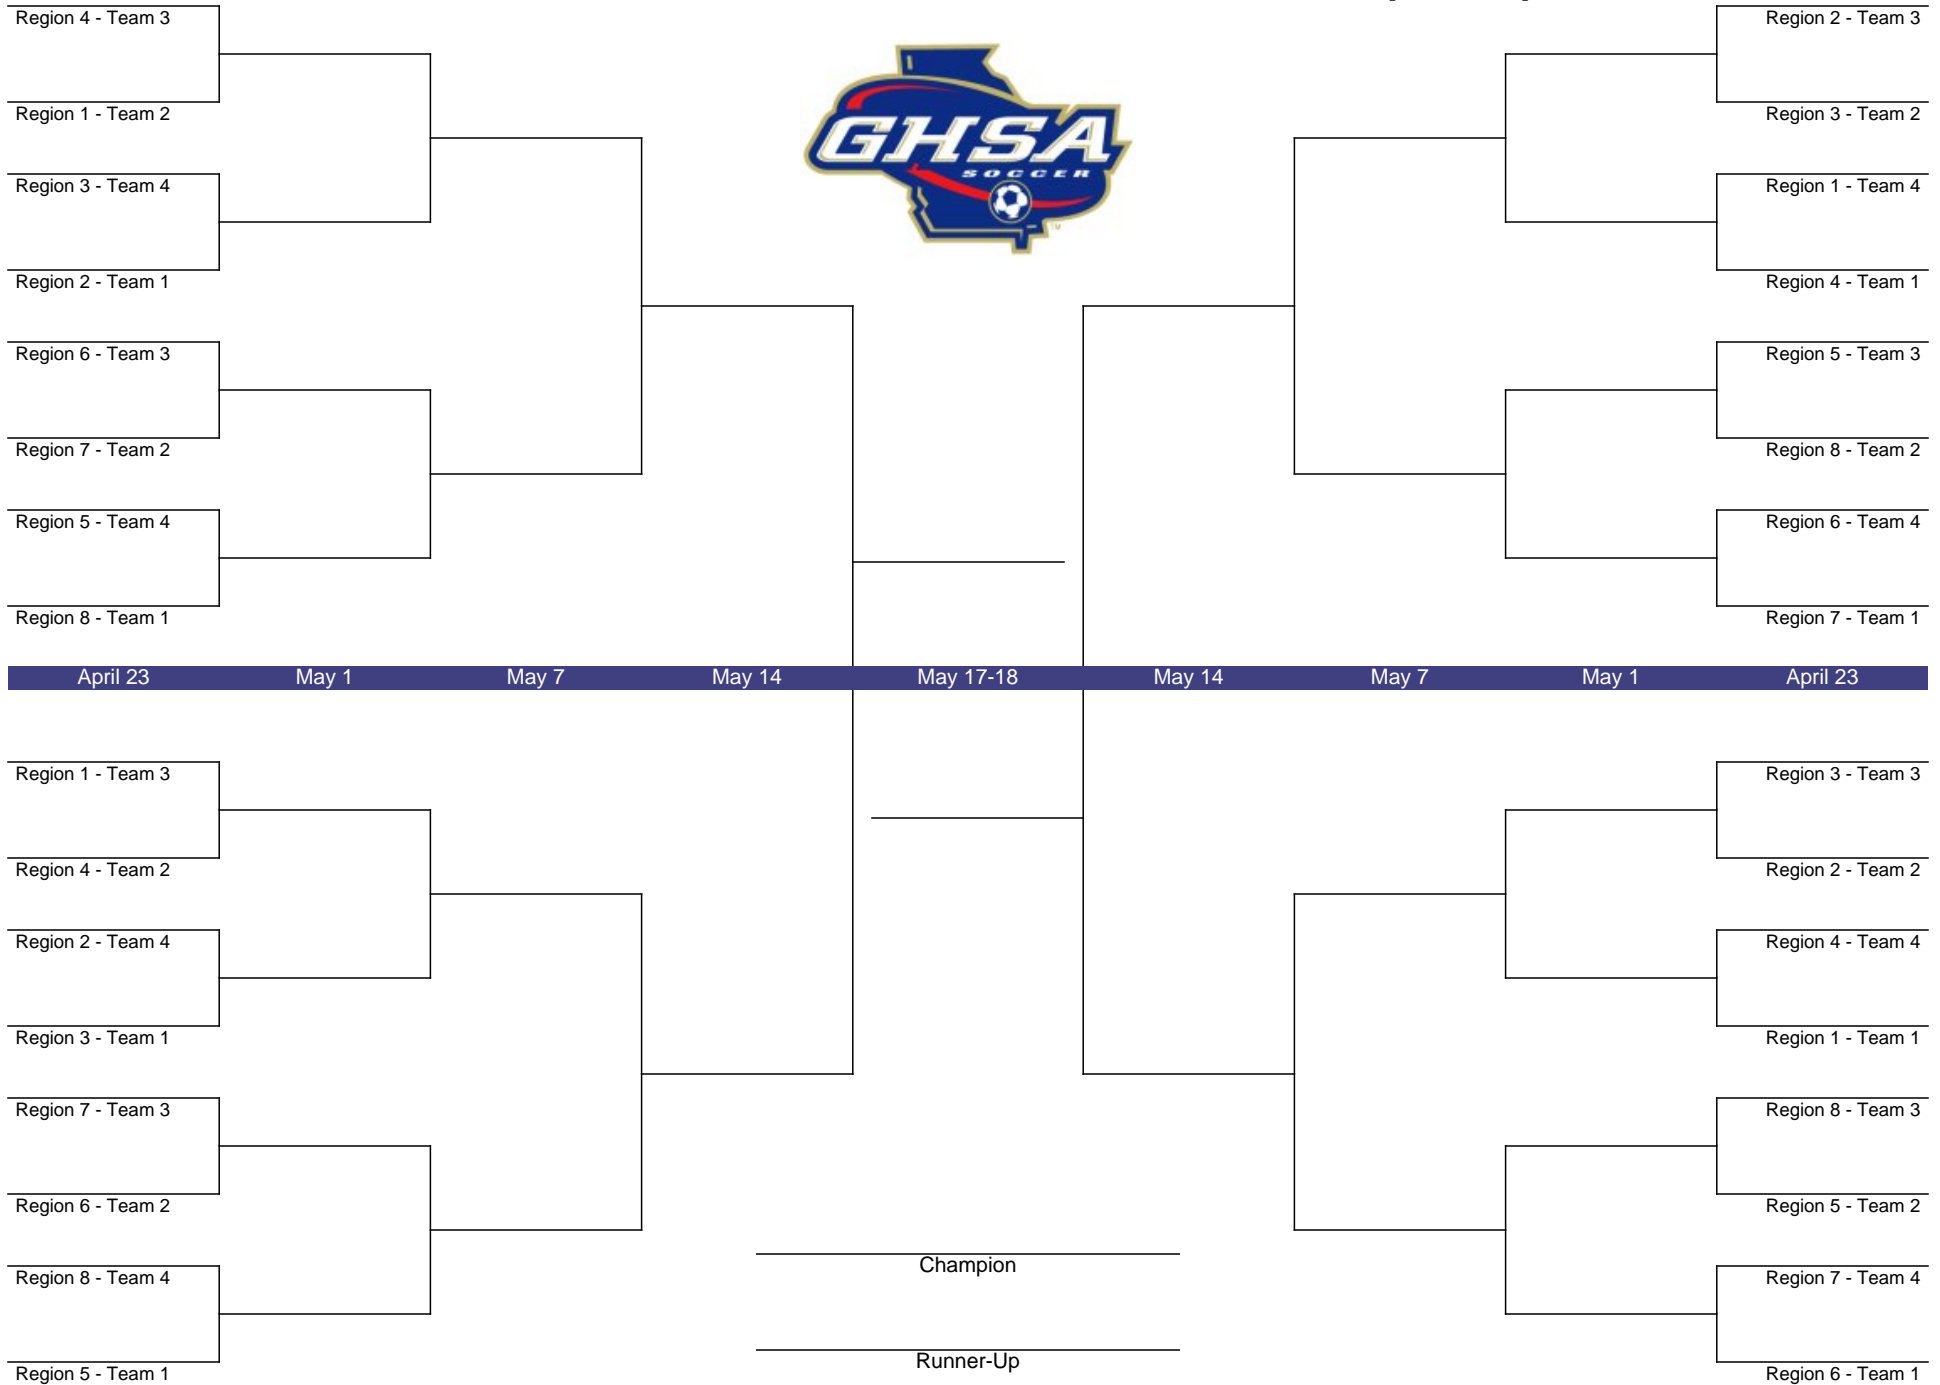 Region 4 - Team 3
Region 1 - Team 2
Region 3 - Team 4
Region 2 - Team 1
Region 6 - Team 3
Region 7 - Team 2
Region 5 - Team 4
Region 8 - Team 1
GHSA
SOCCER
TM
Region 2 - Team 3
Region 3 - Team 2
Region 1 - Team 4
Region 4 - Team 1
Region 5 - Team 3
Region 8 - Team 2
Region 6 - Team 4
Region 7 - Team 1
April 23 May 1 May 7 May 14 May 17-18 May 14 May 7 May 1 April 23
Region 1 - Team 3
Region 4 - Team 2
Region 2 - Team 4
Region 3 - Team 1
Region 7 - Team 3
Region 6 - Team 2
Region 8 - Team 4
Region 5 - Team 1
Champion
Runner-Up
Region 3 - Team 3
Region 2 - Team 2
Region 4 - Team 4
Region 1 - Team 1
Region 8 - Team 3
Region 5 - Team 2
Region 7 - Team 4
Region 6 - Team 1